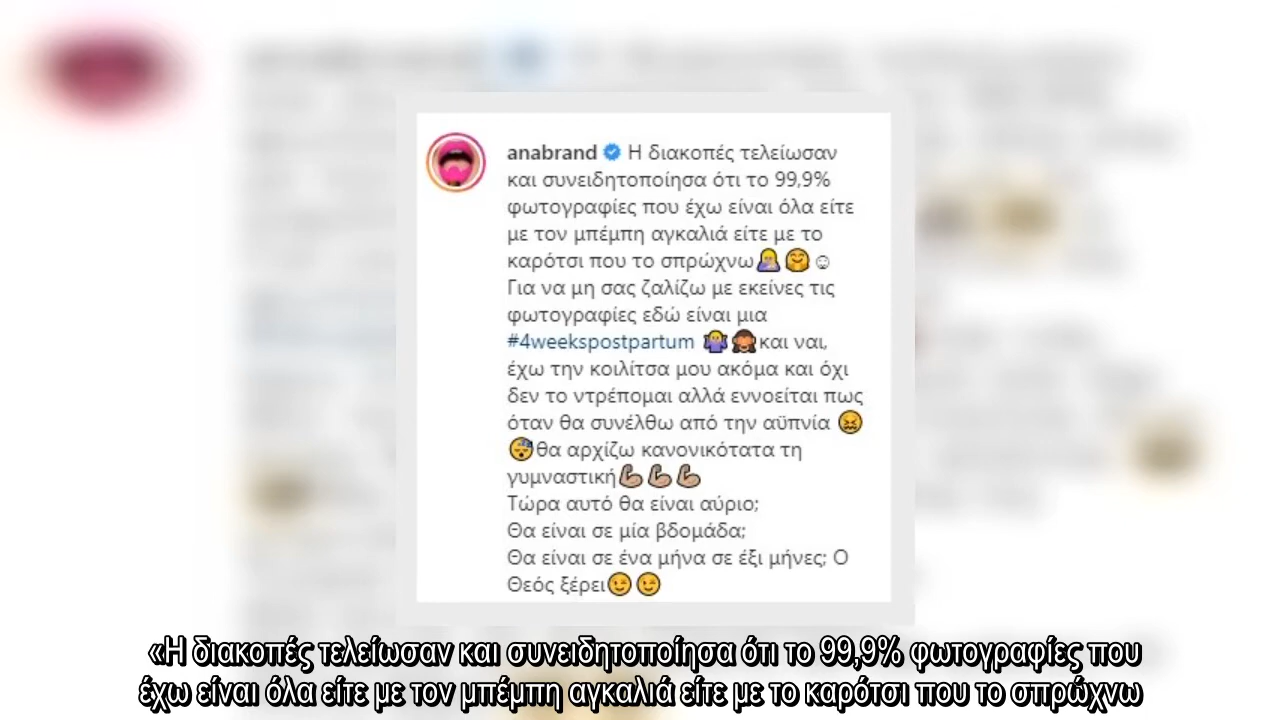 anabrand Η διακοπές τελείωσαν
και συνειδητοποίησα ότι το 99,9%
φωτογραφίες που έχω είναι όλα είτε
με τον μπέμπη αγκαλιά είτε με το
καρότσι που το σπρώχνω🤱🤗☺
Για να μη σας ζαλίζω με εκείνες τις
φωτογραφίες εδώ είναι μια
#4weekspostpartum 🤷‍♀️🙈και ναι,
έχω την κοιλίτσα μου ακόμα και όχι
δεν το ντρέπομαι αλλά εννοείται πως
όταν θα συνέλθω από την αϋπνία 😖
😴θα αρχίζω κανονικότατα τη
γυμναστική💪🏼💪🏼💪🏼
Τώρα αυτό θα είναι αύριο;
Θα είναι σε μία βδομάδα;
Θα είναι σε ένα μήνα σε έξι μήνες; Ο
Θεός ξέρει😉😉
«Η διακοπές τελείωσαν και συνειδητοποίησα ότι το 99,9% φωτογραφίες που
έχω είναι όλα είτε με τον μπέμπη αγκαλιά είτε με το καρότσι που το σπρώχνω